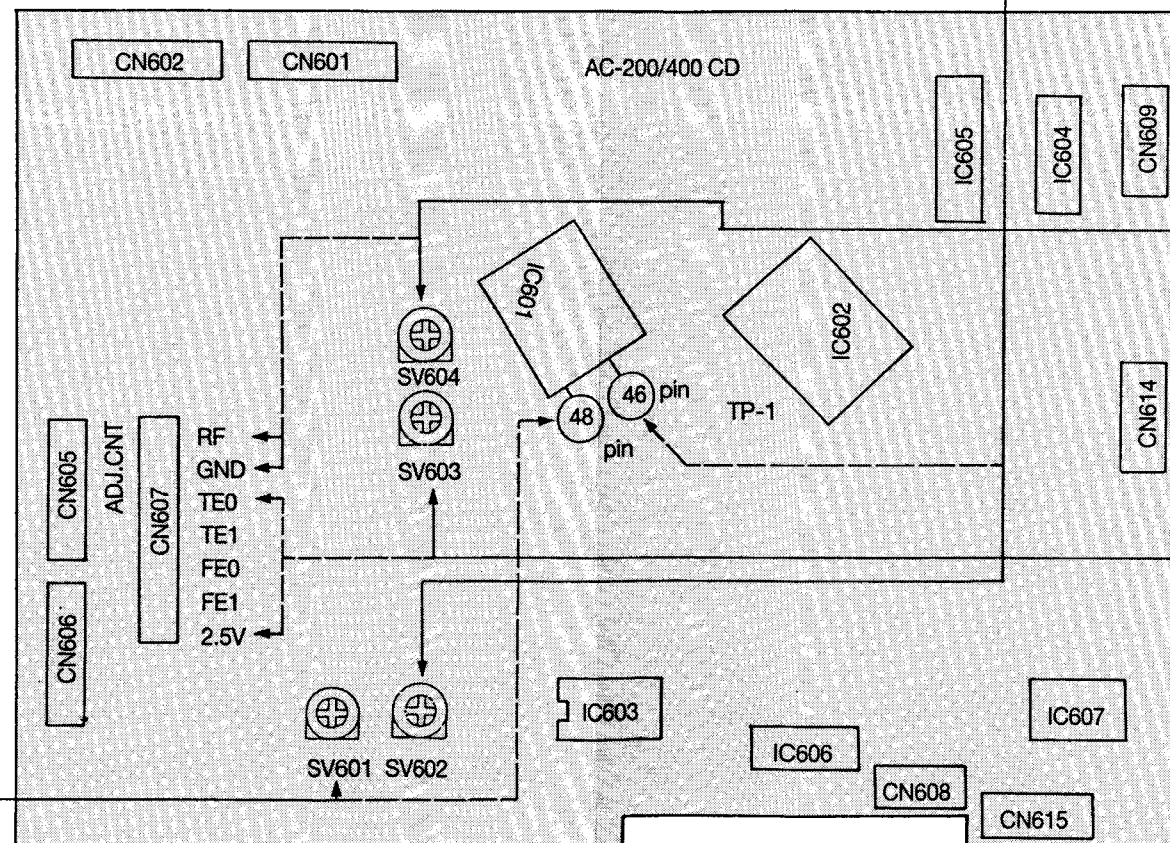 CN602
CN601
AC-200/400 CD
IC605
IC604
CN609
IC601
IC602
SV604
46 pin
48
pin
TP-1
CN614
SV603
CN605
ADJ.CNT
CN607
RF
GND
TE0
TE1
FE0
FE1
2.5V
CN606
SV601
SV602
IC603
IC606
IC607
CN608
CN615